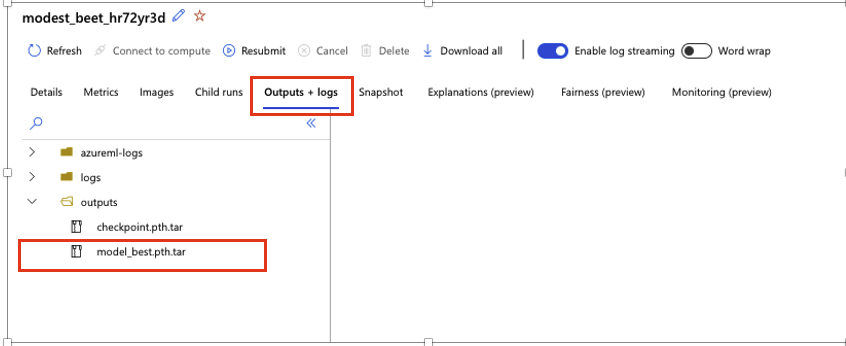 modest_beet_hr72yr3d
Refresh Connect to compute Resubmit Cancel Delete Download all Enable log streaming Word wrap
Details Metrics Images Child runs Outputs + logs Snapshot Explanations (preview) Fairness (preview) Monitoring (preview)
azureml-logs
logs
outputs
checkpoint.pth.tar
model_best.pth.tar